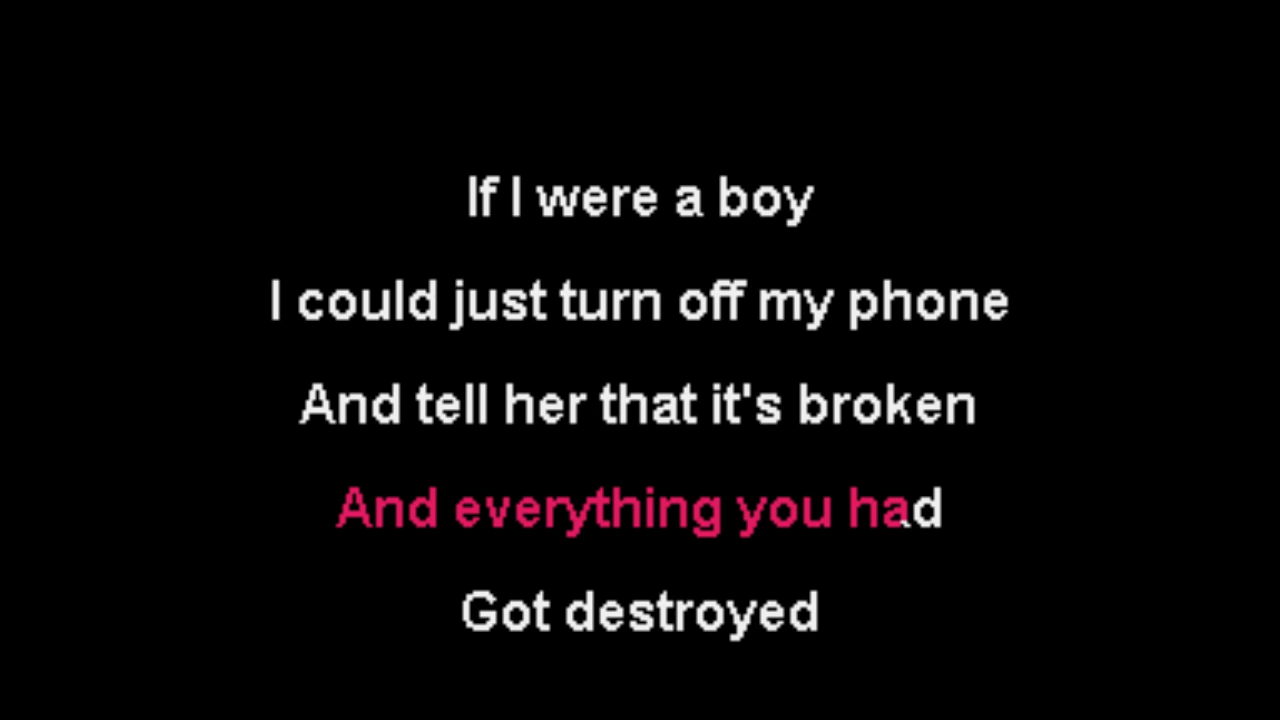 If I were a boy
I could just turn off my phone
And tell her that it's broken
And everything you had
Got destroyed